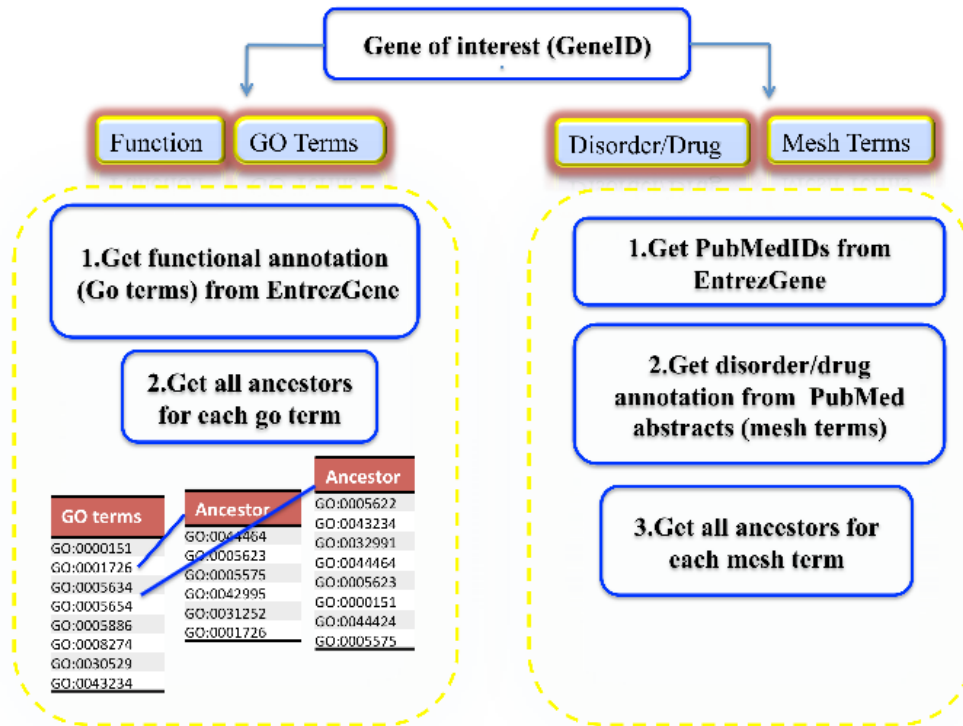 Gene of interest (GeneID)
Function
GO Terms
Disorder/Drug
Mesh Terms
1.Get functional annotation
(Go terms) from EntrezGene
2.Get all ancestors
for each go term
GO terms
GO:0000151
GO:0001726
GO:0005634
GO:0005654
GO:0005886
GO:0008274
GO:0030529
GO:0043234
Ancestor
GO:0044464
GO:0005623
GO:0005575
GO:0042995
GO:0031252
GO:0001726
Ancestor
GO:0005622
GO:0043234
GO:0032991
GO:0044464
GO:0005623
GO:0000151
GO:0044424
GO:0005575
1.Get PubMedIDs from
EntrezGene
2.Get disorder/drug
annotation from PubMed
abstracts (mesh terms)
3.Get all ancestors for
each mesh term